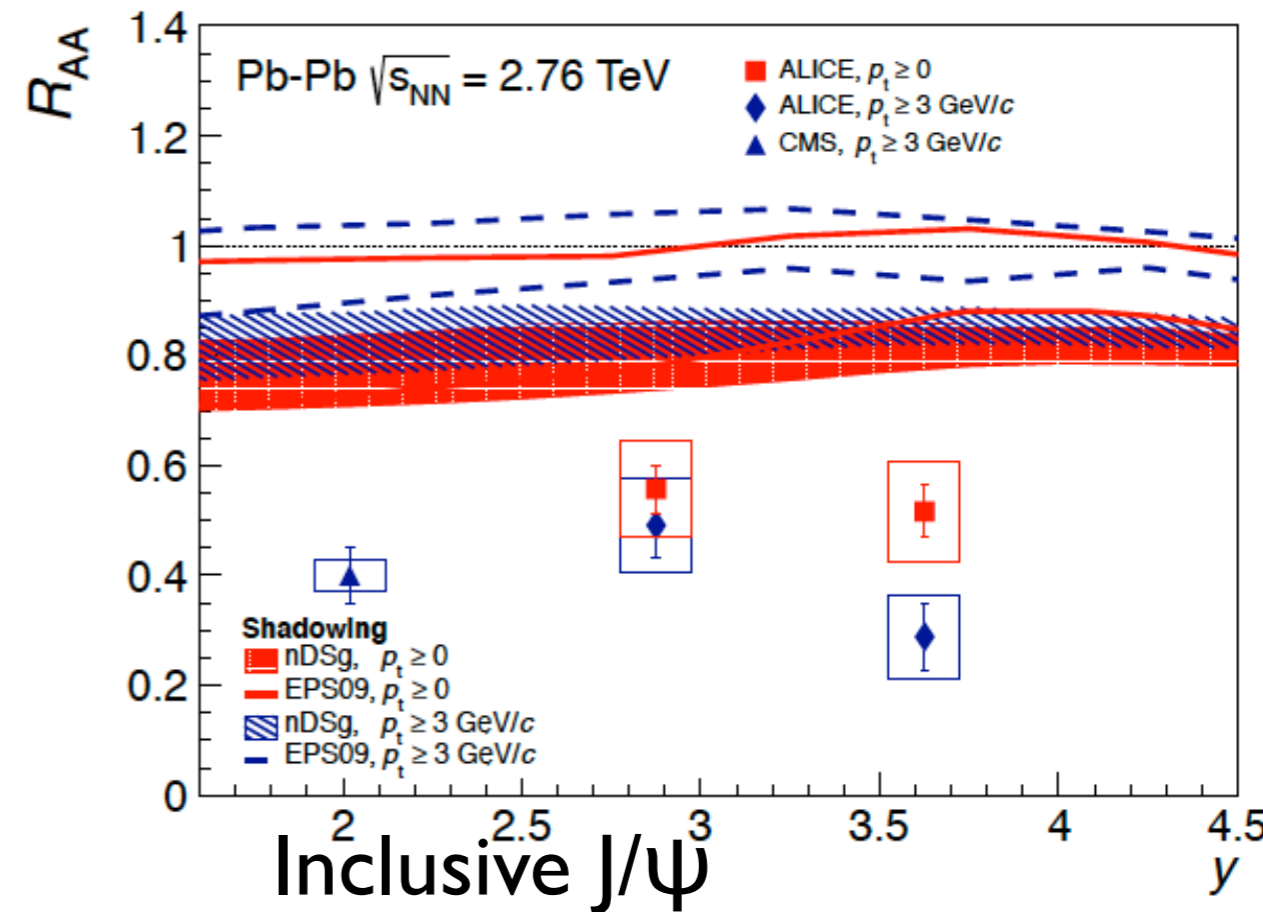 R_AA
1.4
1.2
1
0.8
0.6
0.4
0.2
0
Pb-Pb √s_NN = 2.76 TeV
ALICE, p_t ≥ 0
ALICE, p_t ≥ 3 GeV/c
CMS, p_t ≥ 3 GeV/c
Shadowing
nDSg, p_t ≥ 0
EPS09, p_t ≥ 0
nDSg, p_t ≥ 3 GeV/c
EPS09, p_t ≥ 3 GeV/c
2 2.5 3 3.5 4 4.5
Inclusive J/ψ
y